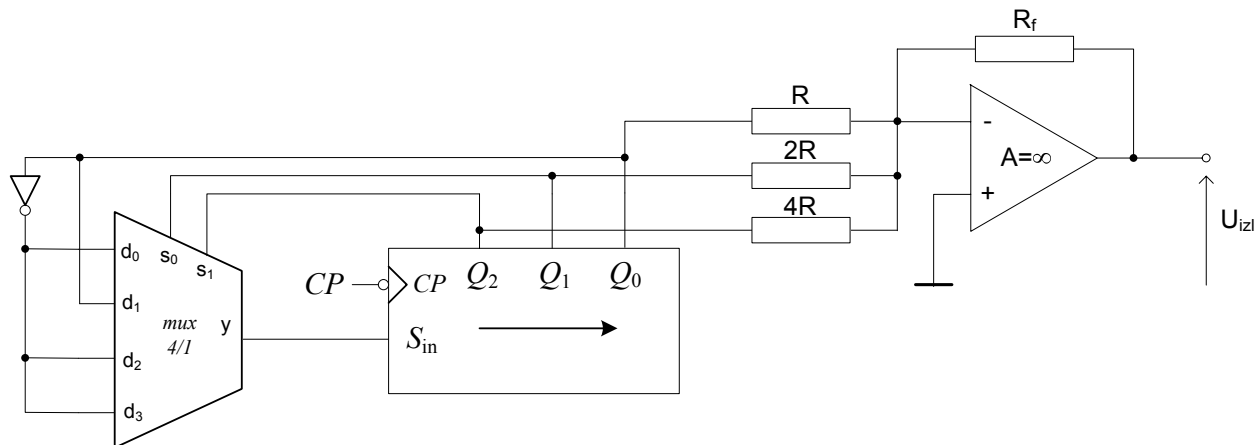 R_f
R
-
A=∞
2R
+
4R
U_izl
d_0
s_0
s_1
CP
CP
Q_2
Q_1
Q_0
d_1
mux
4/1
y
S_in
d_2
d_3